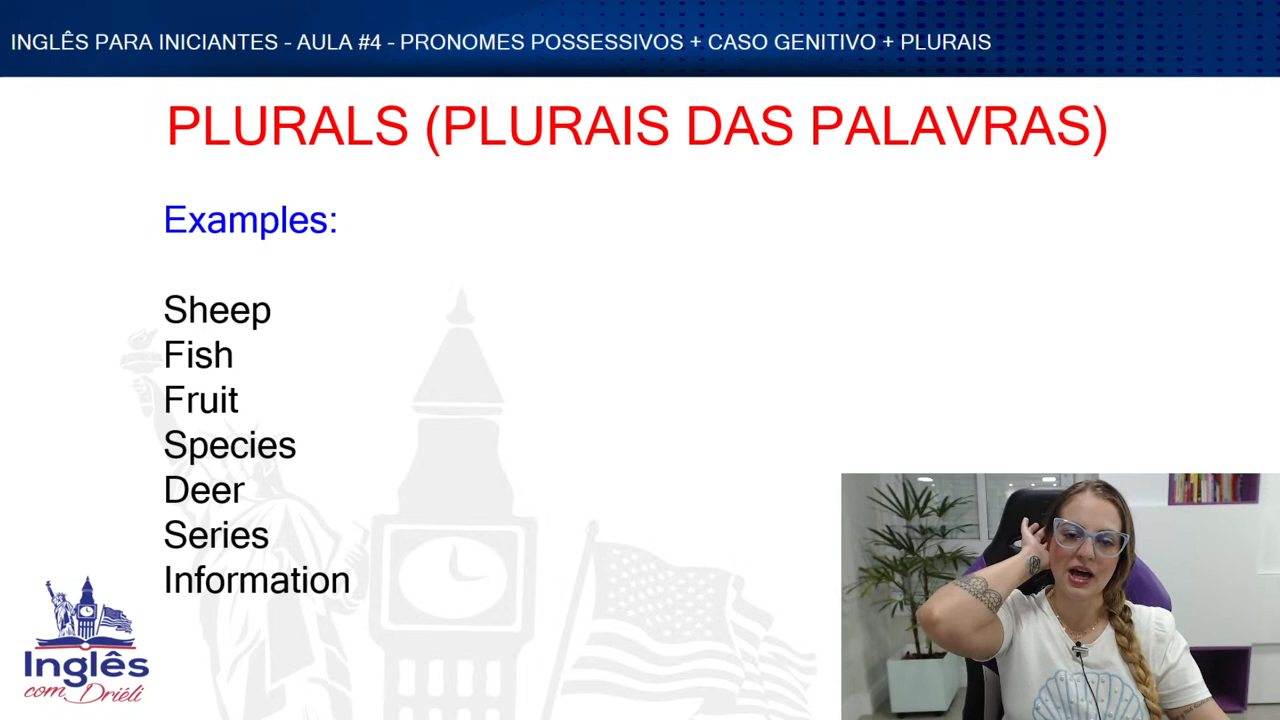 INGLÊS PARA INICIANTES - AULA #4 - PRONOMES POSSESSIVOS + CASO GENITIVO + PLURAIS
PLURALS (PLURAIS DAS PALAVRAS)
Examples:
Sheep
Fish
Fruit
Species
Deer
Series
Information
Inglês
com Driéli